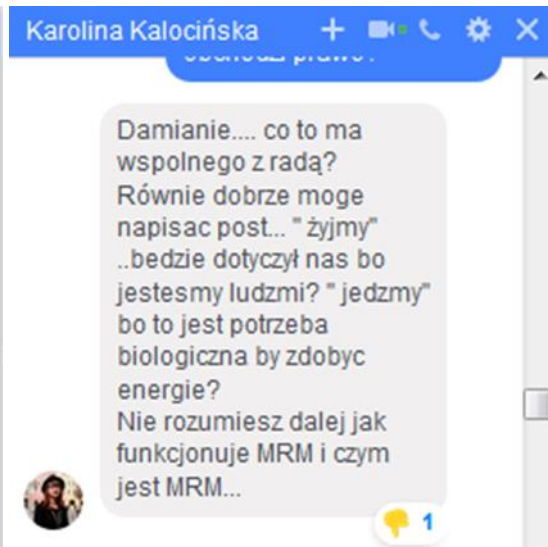 Karolina Kalocińska
obchodzi prawo?
Damianie.... co to ma
wspolnego z radą?
Równie dobrze moge
napisac post... " żyjmy"
..bedzie dotyczył nas bo
jestesmy ludzmi? " jedzmy"
bo to jest potrzeba
biologiczna by zdobyc
energie?
Nie rozumiesz dalej jak
funkcjonuje MRM i czym
jest MRM...
1